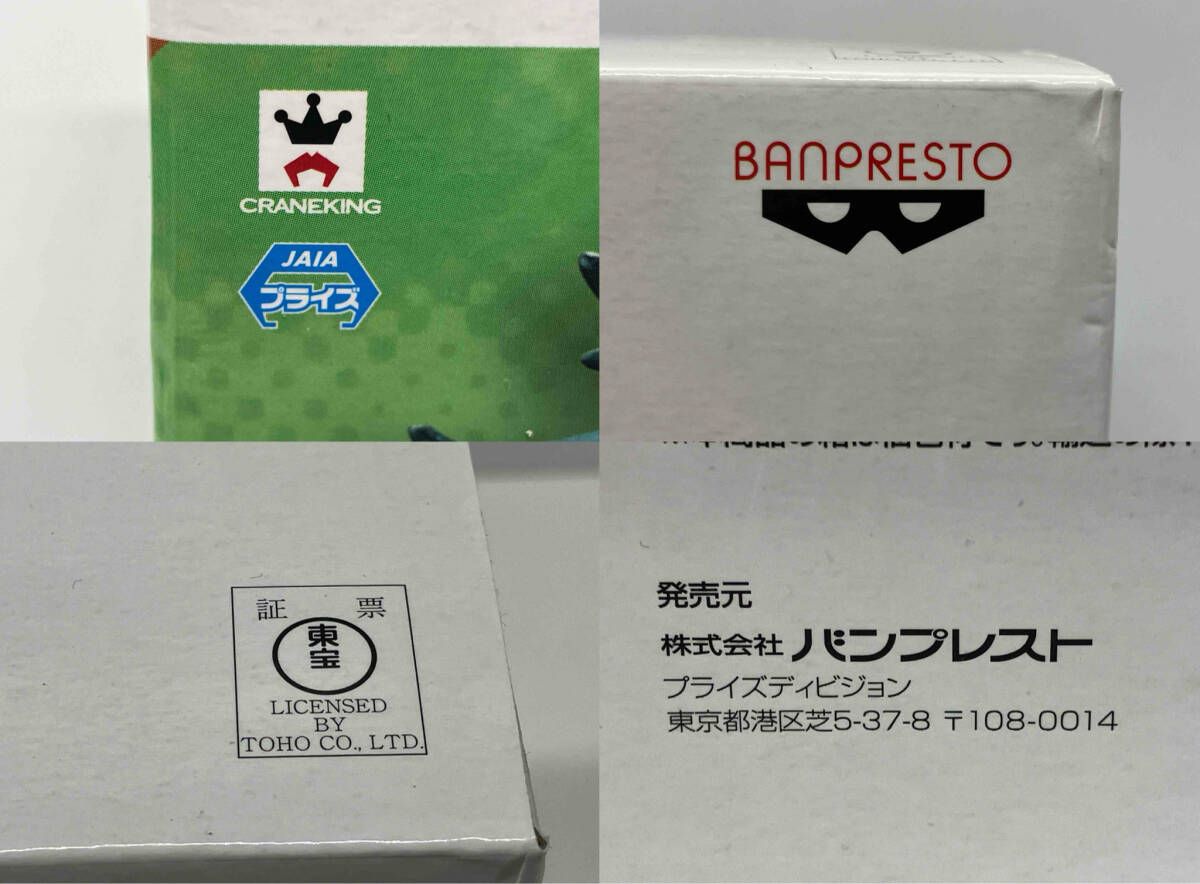 CRANEKING
JAIA
プライズ
BANPRESTO
証 票
東宝
LICENSED
BY
TOHO CO., LTD.
発売元
株式会社 バンプレスト
プライズディビジョン
東京都港区芝5-37-8 〒108-0014